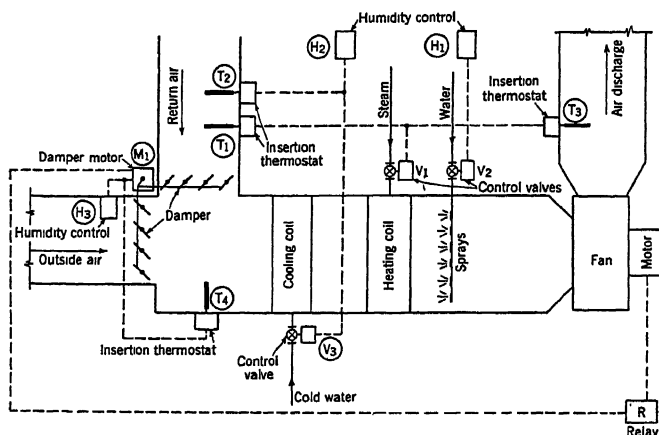 Humidity control
H2
H1
T2
Return air
Steam
Water
Insertion
thermostat
T3
Air discharge
T1
Insertion
thermostat
M1
Damper motor
V1
V2
Control valves
H3
Damper
Humidity control
Outside air
Cooling coil
Heating coil
Sprays
Fan
Motor
T4
Insertion thermostat
Control
valve
V3
Cold water
R
Relay